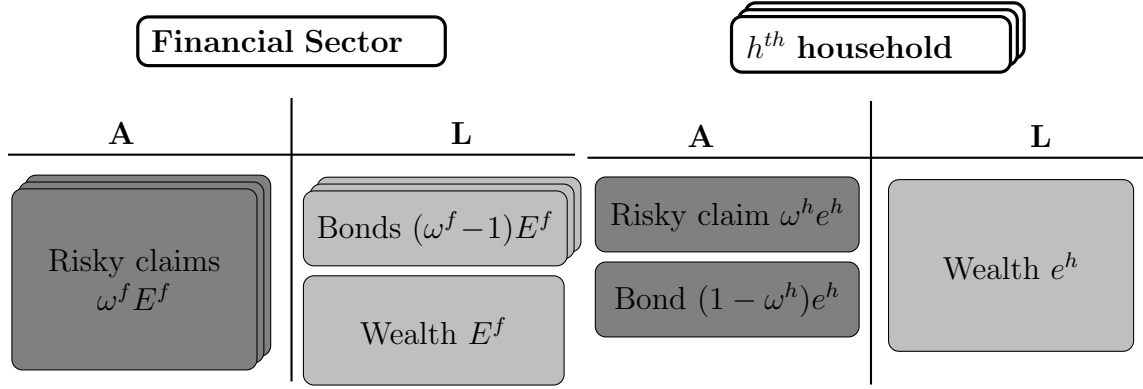 Financial Sector
A
L
Risky claims
ω^f E^f
Bonds (ω^f −1)E^f
Wealth E^f
h^{th} household
A
L
Risky claim ω^h e^h
Bond (1 − ω^h)e^h
Wealth e^h